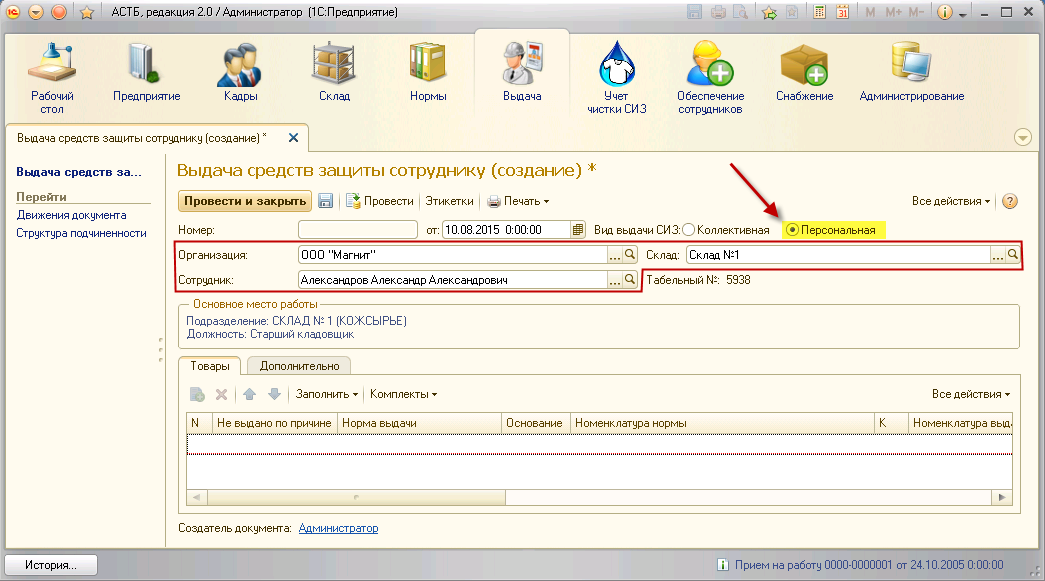 АСТБ, редакция 2.0 / Администратор (1С:Предприятие)
M M+ M-
Рабочий стол
Предприятие
Кадры
Склад
Нормы
Выдача
Учет чистки СИЗ
Обеспечение сотрудников
Снабжение
Администрирование
Выдача средств защиты сотруднику (создание) *
Выдача средств за...
Перейти
Движения документа
Структура подчиненности
Выдача средств защиты сотруднику (создание) *
Провести и закрыть Провести Этикетки Печать Все действия
Номер: от: 10.08.2015 0:00:00 Вид выдачи СИЗ: Коллективная Персональная
Организация: ООО "Магнит" ... Склад: Склад №1 ...
Сотрудник: Александров Александр Александрович ... Табельный №: 5938
Основное место работы
Подразделение: СКЛАД № 1 (КОЖСЫРЬЕ)
Должность: Старший кладовщик
Товары Дополнительно
Заполнить Комплекты Все действия
N Не выдано по причине Норма выдачи Основание Номенклатура нормы К Номенклатура выда
Создатель документа: Администратор
История... Прием на работу 0000-0000001 от 24.10.2005 0:00:00